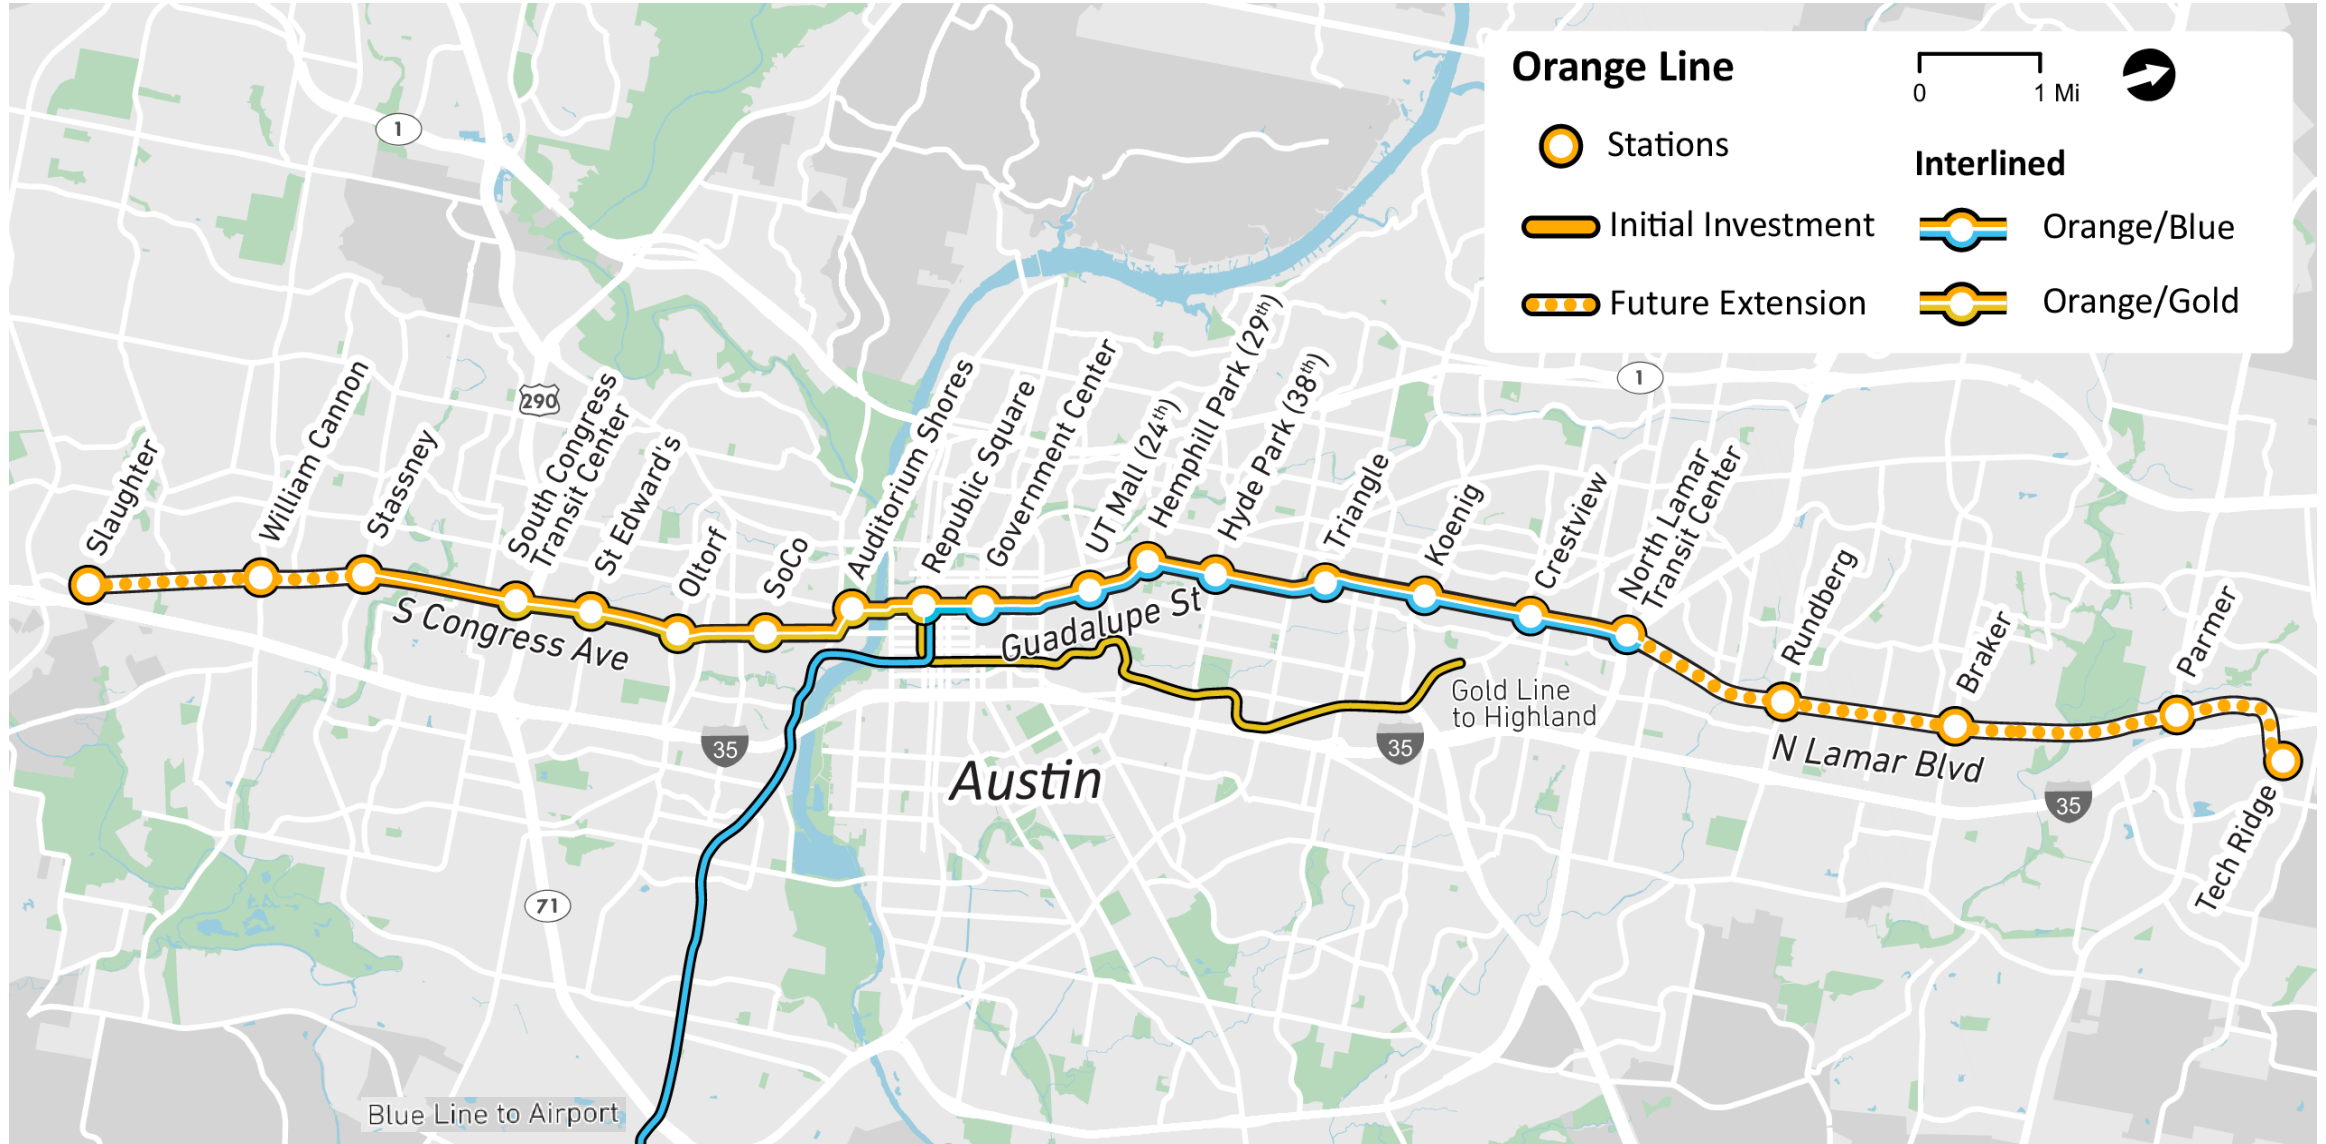 Orange Line
0 1 Mi
Stations
Interlined
Initial Investment
Orange/Blue
Future Extension
Orange/Gold
1
1
290
Slaughter
William Cannon
Stassney
South Congress
Transit Center
St Edward's
Oltorf
SoCo
Auditorium Shores
Republic Square
Government Center
UT Mall (24th)
Hemphill Park (29th)
Hyde Park (38th)
Triangle
Koenig
Crestview
North Lamar
Transit Center
Rundberg
Braker
Parmer
Tech Ridge
S Congress Ave
Guadalupe St
N Lamar Blvd
Gold Line
to Highland
35
35
35
Austin
71
Blue Line to Airport